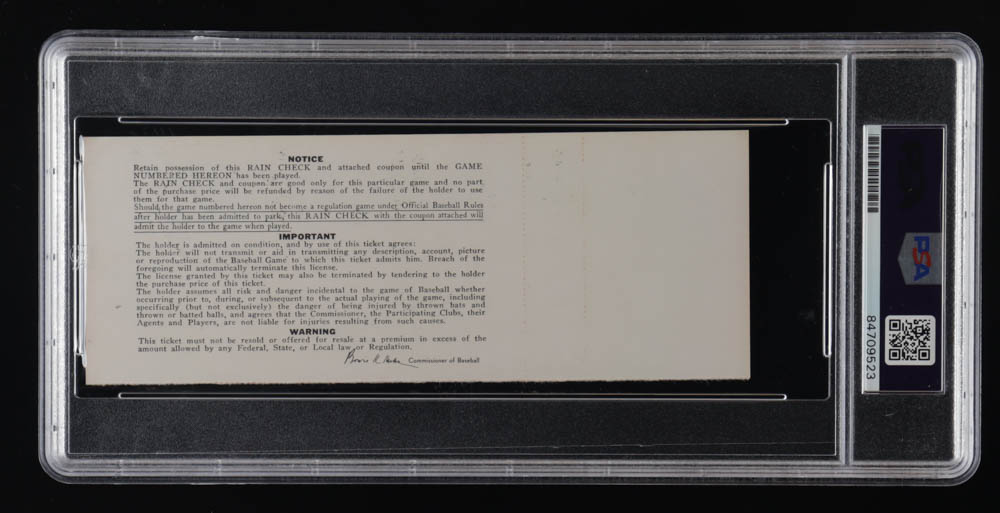 NOTICE
Retain possession of this RAIN CHECK and attached coupon until the GAME
NUMBERED HEREON has been played.
The RAIN CHECK and coupon are good only for this particular game and no part
of the purchase price will be refunded by reason of the failure of the holder to use
them for that game.
Should the game numbered hereon not become a regulation game under Official Baseball Rules
after holder has been admitted to park, this RAIN CHECK with the coupon attached will
admit the holder to the game when played.
IMPORTANT
The holder is admitted on condition, and by use of this ticket agrees:
The holder will not transmit or aid in transmitting any description, account, picture
or reproduction of the Baseball Game to which this ticket admits him. Breach of the
foregoing will automatically terminate this license.
The license granted by this ticket may also be terminated by tendering to the holder
the purchase price of this ticket.
The holder assumes all risk and danger incidental to the game of Baseball whether
occurring prior to, during, or subsequent to the actual playing of the game, including
specifically (but not exclusively) the danger of being injured by thrown bats and
thrown or batted balls, and agrees that the Commissioner, the Participating Clubs, their
Agents and Players, are not liable for injuries resulting from such causes.
WARNING
This ticket must not be resold or offered for resale at a premium in excess of the
amount allowed by any Federal, State, or Local law or Regulation.
Commissioner of Baseball
PSA
84709523